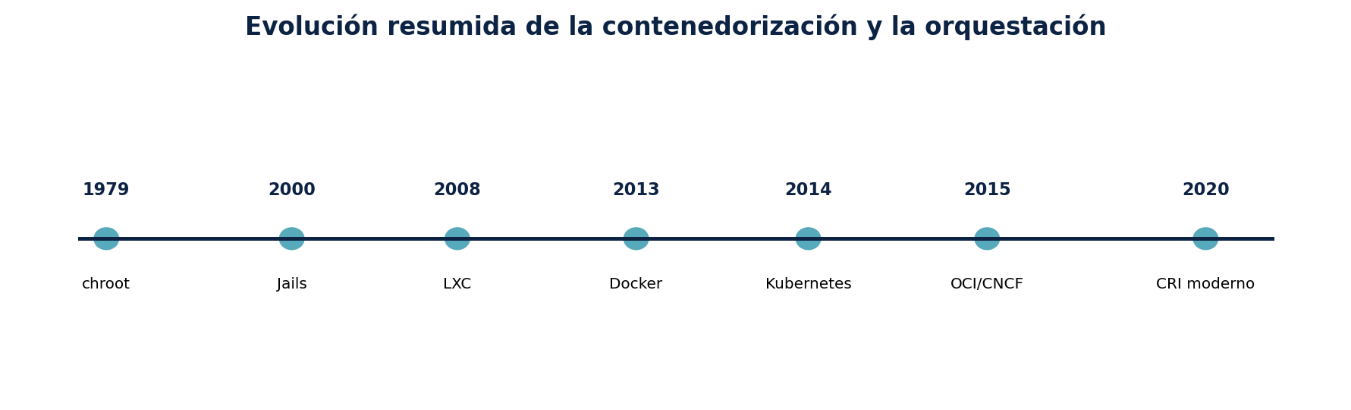 Evolución resumida de la contenedorización y la orquestación
1979 2000 2008 2013 2014 2015 2020
chroot Jails LXC Docker Kubernetes OCI/CNCF CRI moderno